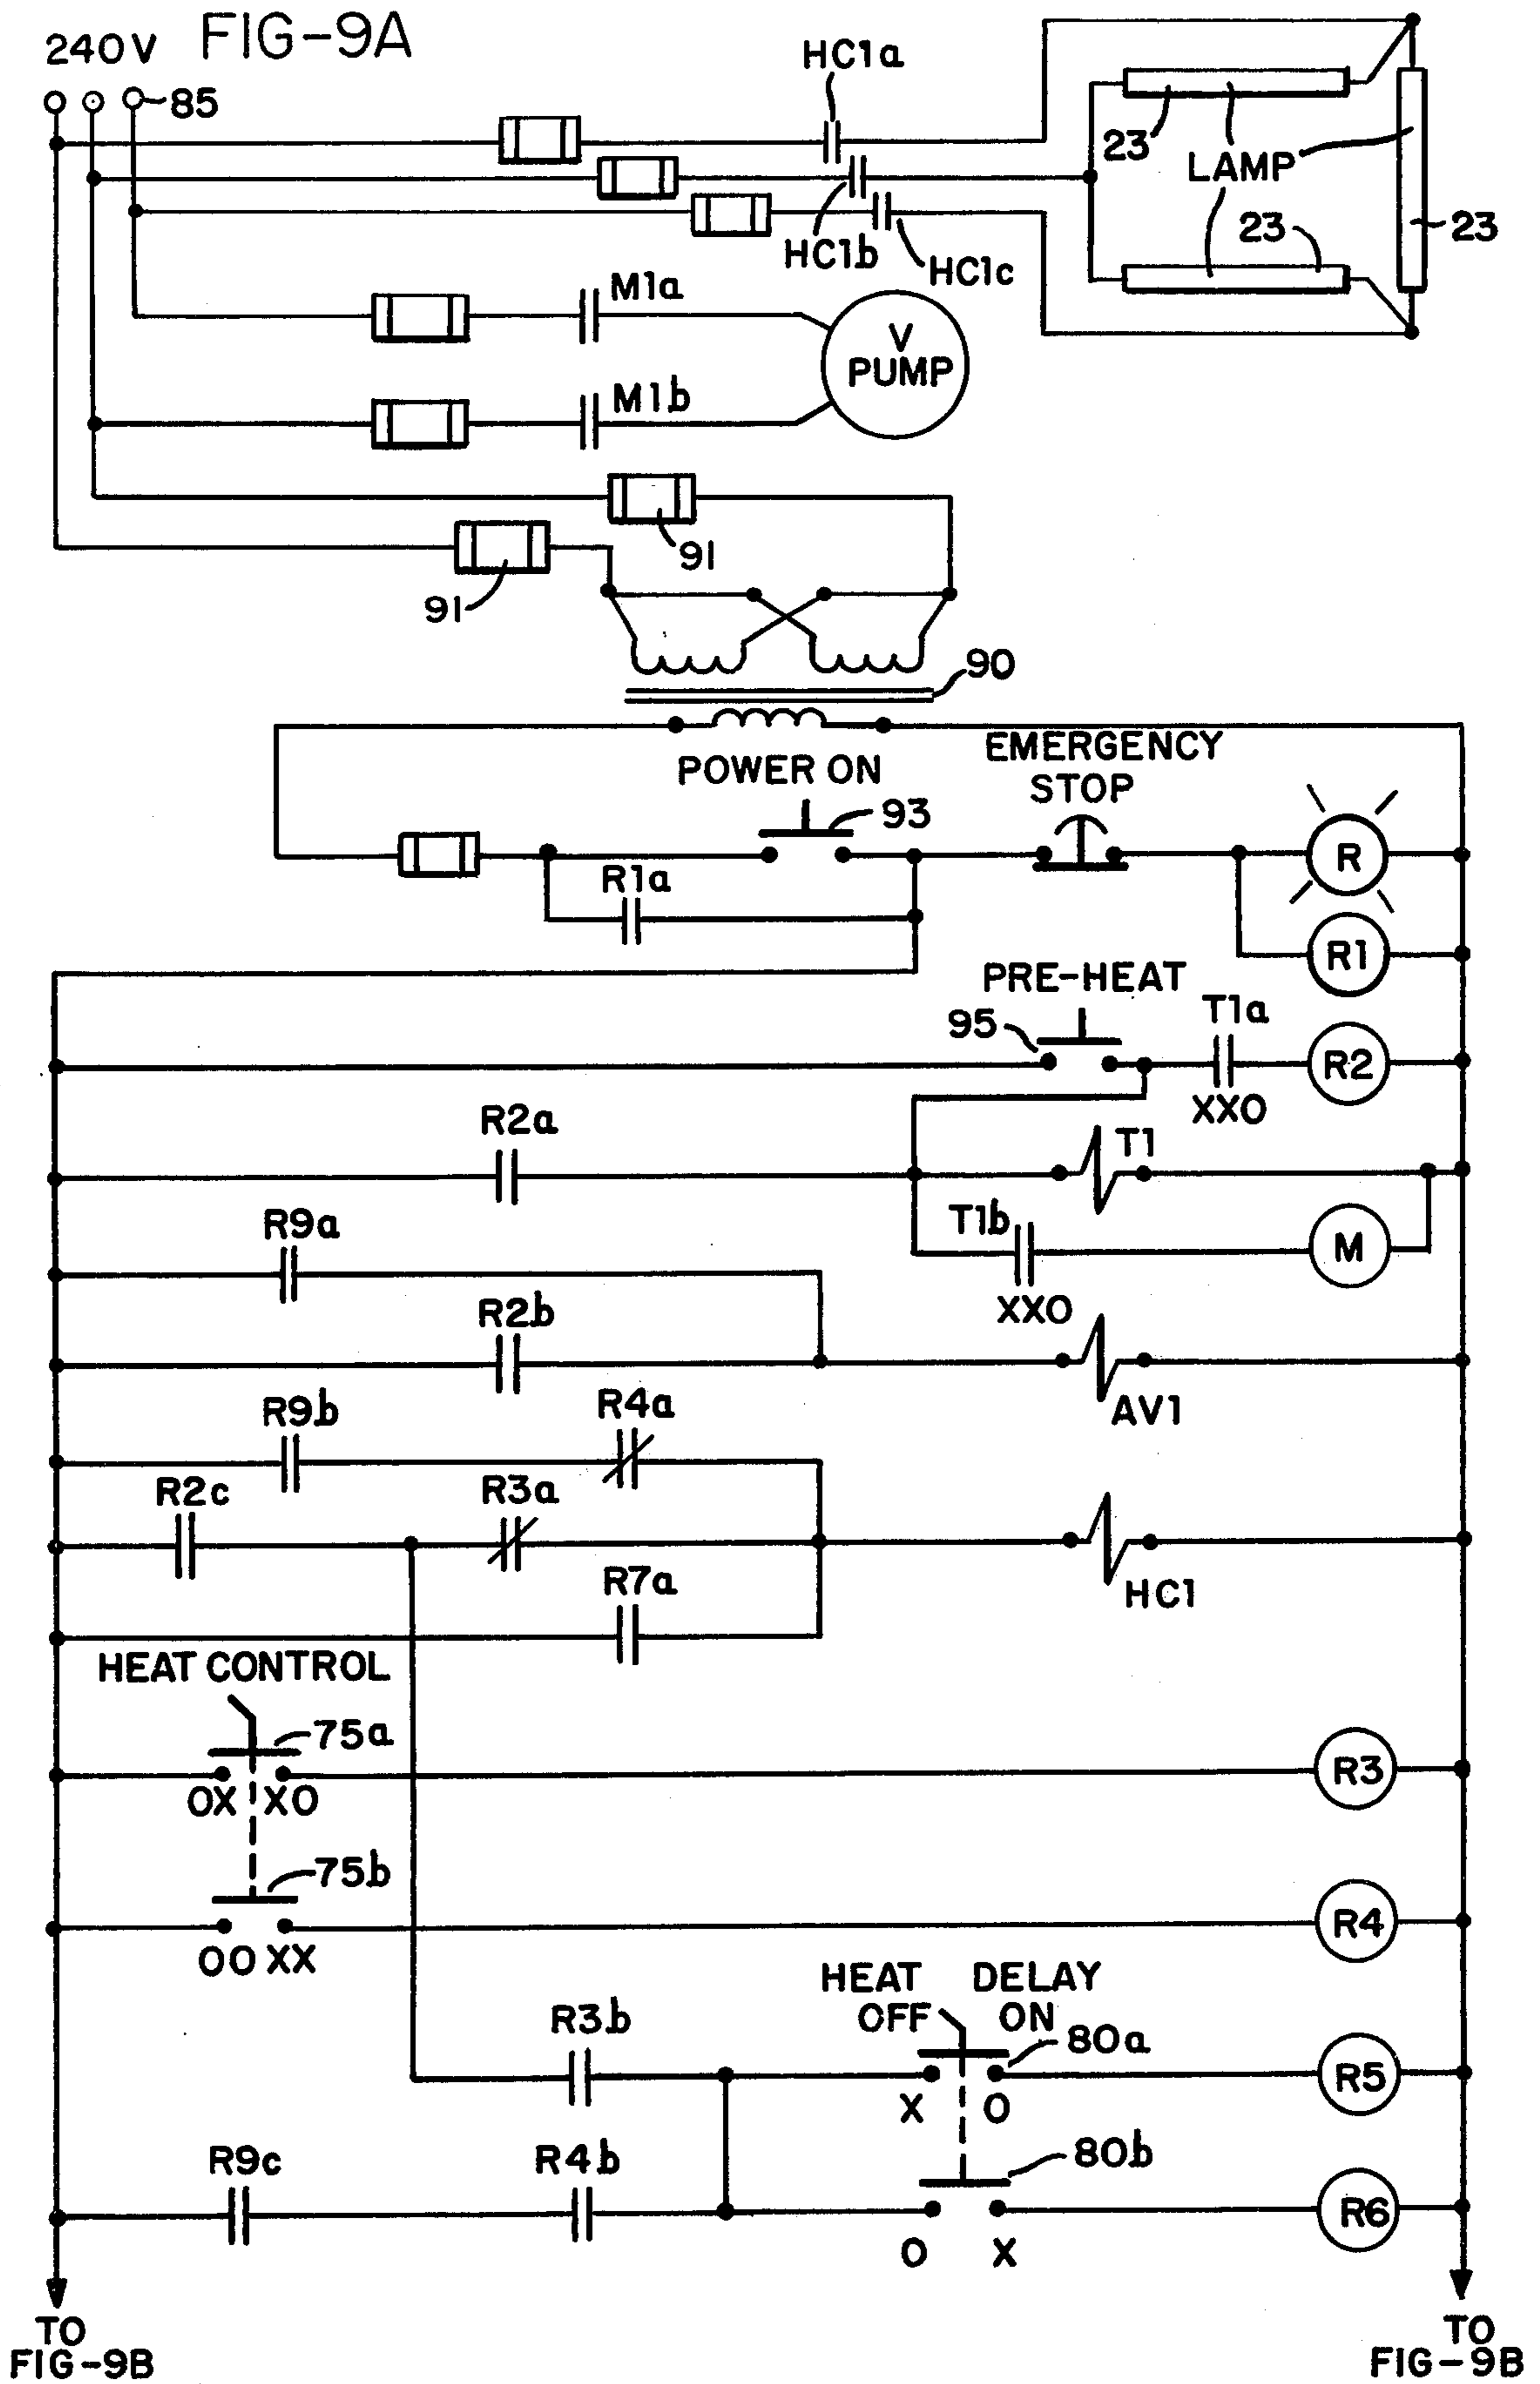 FIG-9A
240V
85
HC1a
23
LAMP
23
23
HC1b
HC1c
M1a
V
PUMP
M1b
91
91
90
POWER ON
93
EMERGENCY
STOP
R
R1a
R1
PRE-HEAT
95
T1a
R2
XXO
R2a
T1
R9a
T1b
M
XXO
R2b
AV1
R9b
R4a
R2c
R3a
HC1
R7a
HEAT CONTROL
75a
R3
OX XO
75b
R4
OO XX
HEAT DELAY
OFF ON
R3b
80a
R5
X O
R9c
R4b
80b
R6
O X
TO
FIG-9B
TO
FIG-9B